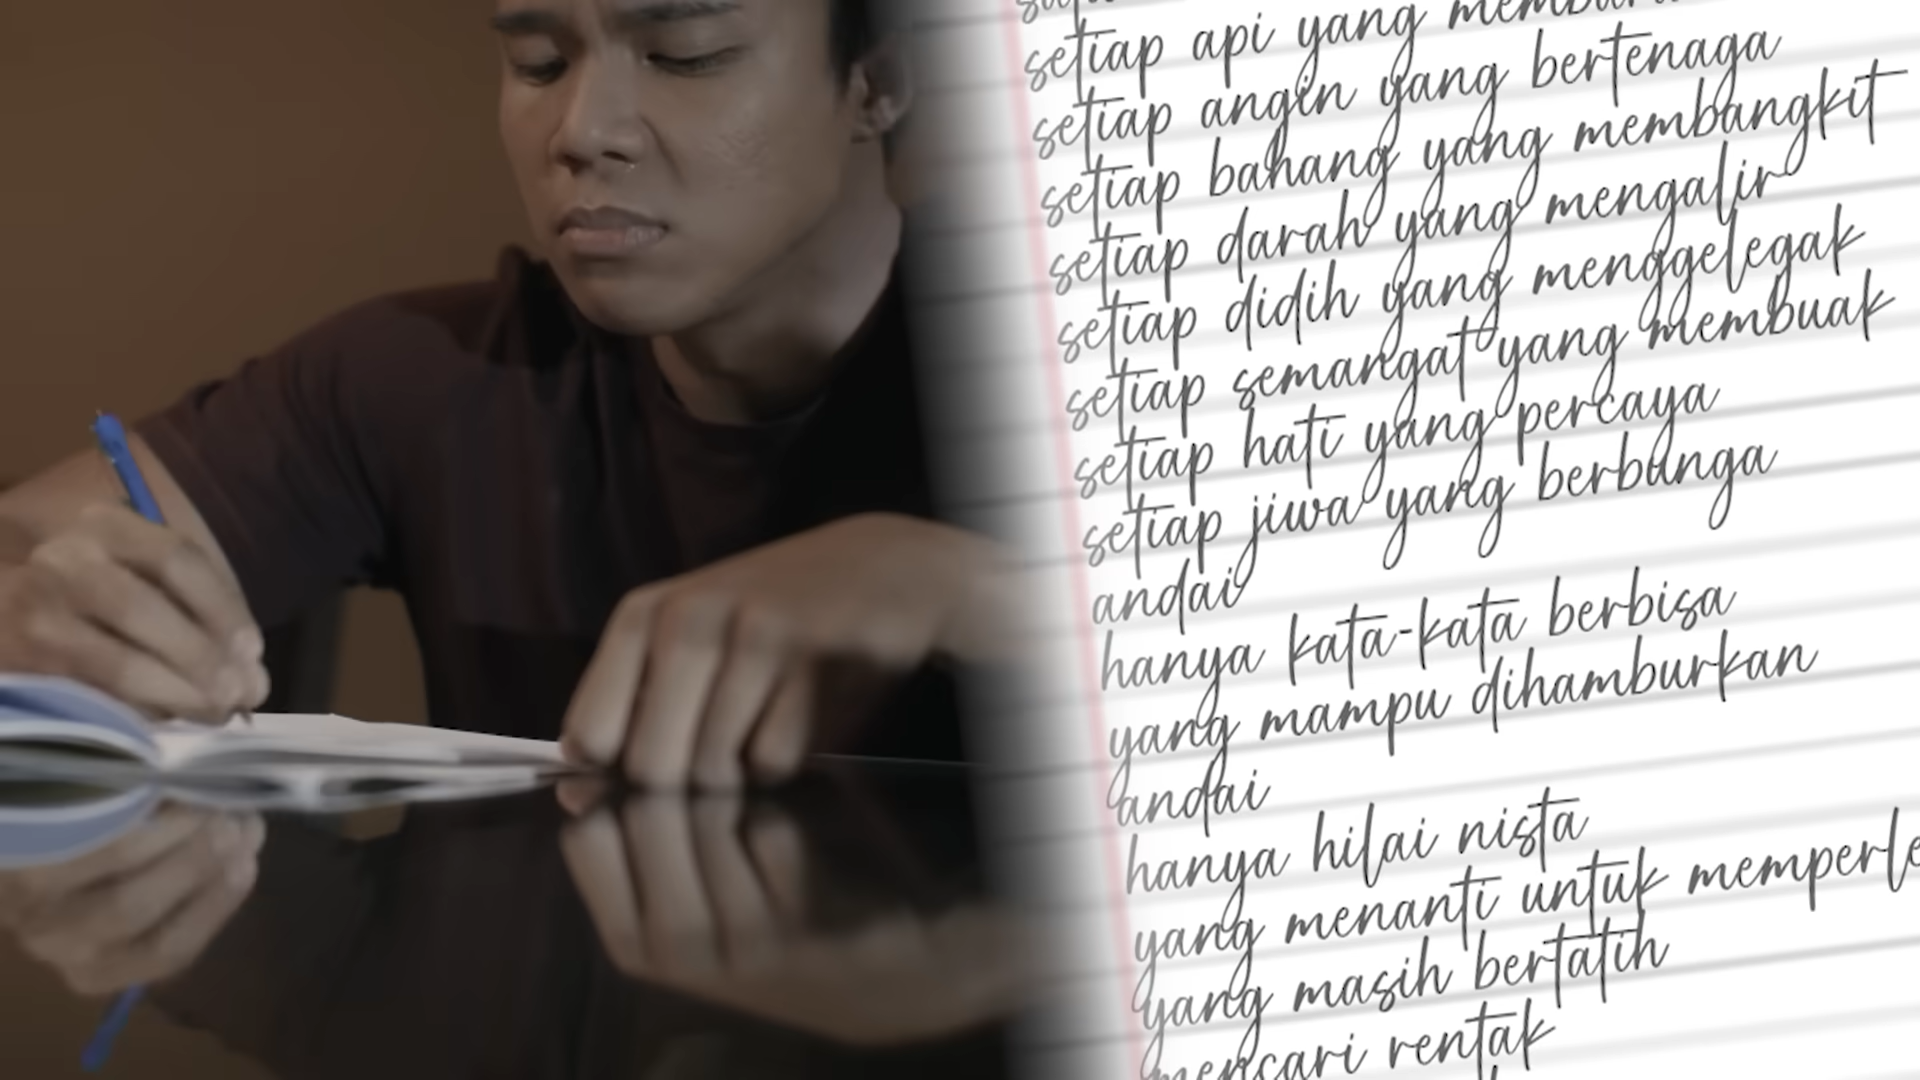 setiap api yang
setiap angin yang bertenaga
setiap bahang yang membangkit
setiap darah yang mengalir
setiap didih yang menggelegak
setiap semangat yang membuak
setiap hati yang percaya
setiap jiwa yang berbunga
andai
hanya kata-kata berbisa
yang mampu dihamburkan
andai
hanya hilai nista
yang menanti untuk
yang masih bertatih
mencari rentak